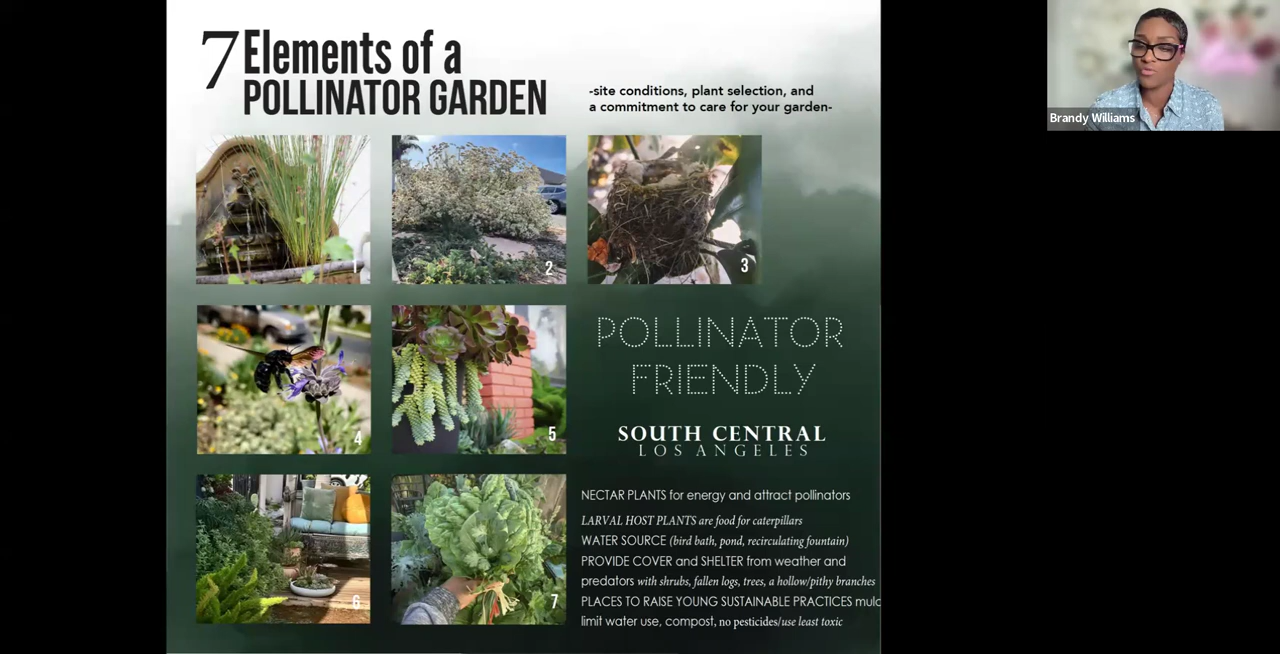 7 Elements of a
POLLINATOR GARDEN
-site conditions, plant selection, and
a commitment to care for your garden-
Brandy Williams
1
2
3
4
5
POLLINATOR
FRIENDLY
SOUTH CENTRAL
LOS ANGELES
6
7
NECTAR PLANTS for energy and attract pollinators
LARVAL HOST PLANTS are food for caterpillars
WATER SOURCE (bird bath, pond, recirculating fountain)
PROVIDE COVER and SHELTER from weather and
predators with shrubs, fallen logs, trees, a hollow/pithy branches
PLACES TO RAISE YOUNG SUSTAINABLE PRACTICES
limit water use, compost, no pesticides/use least toxic